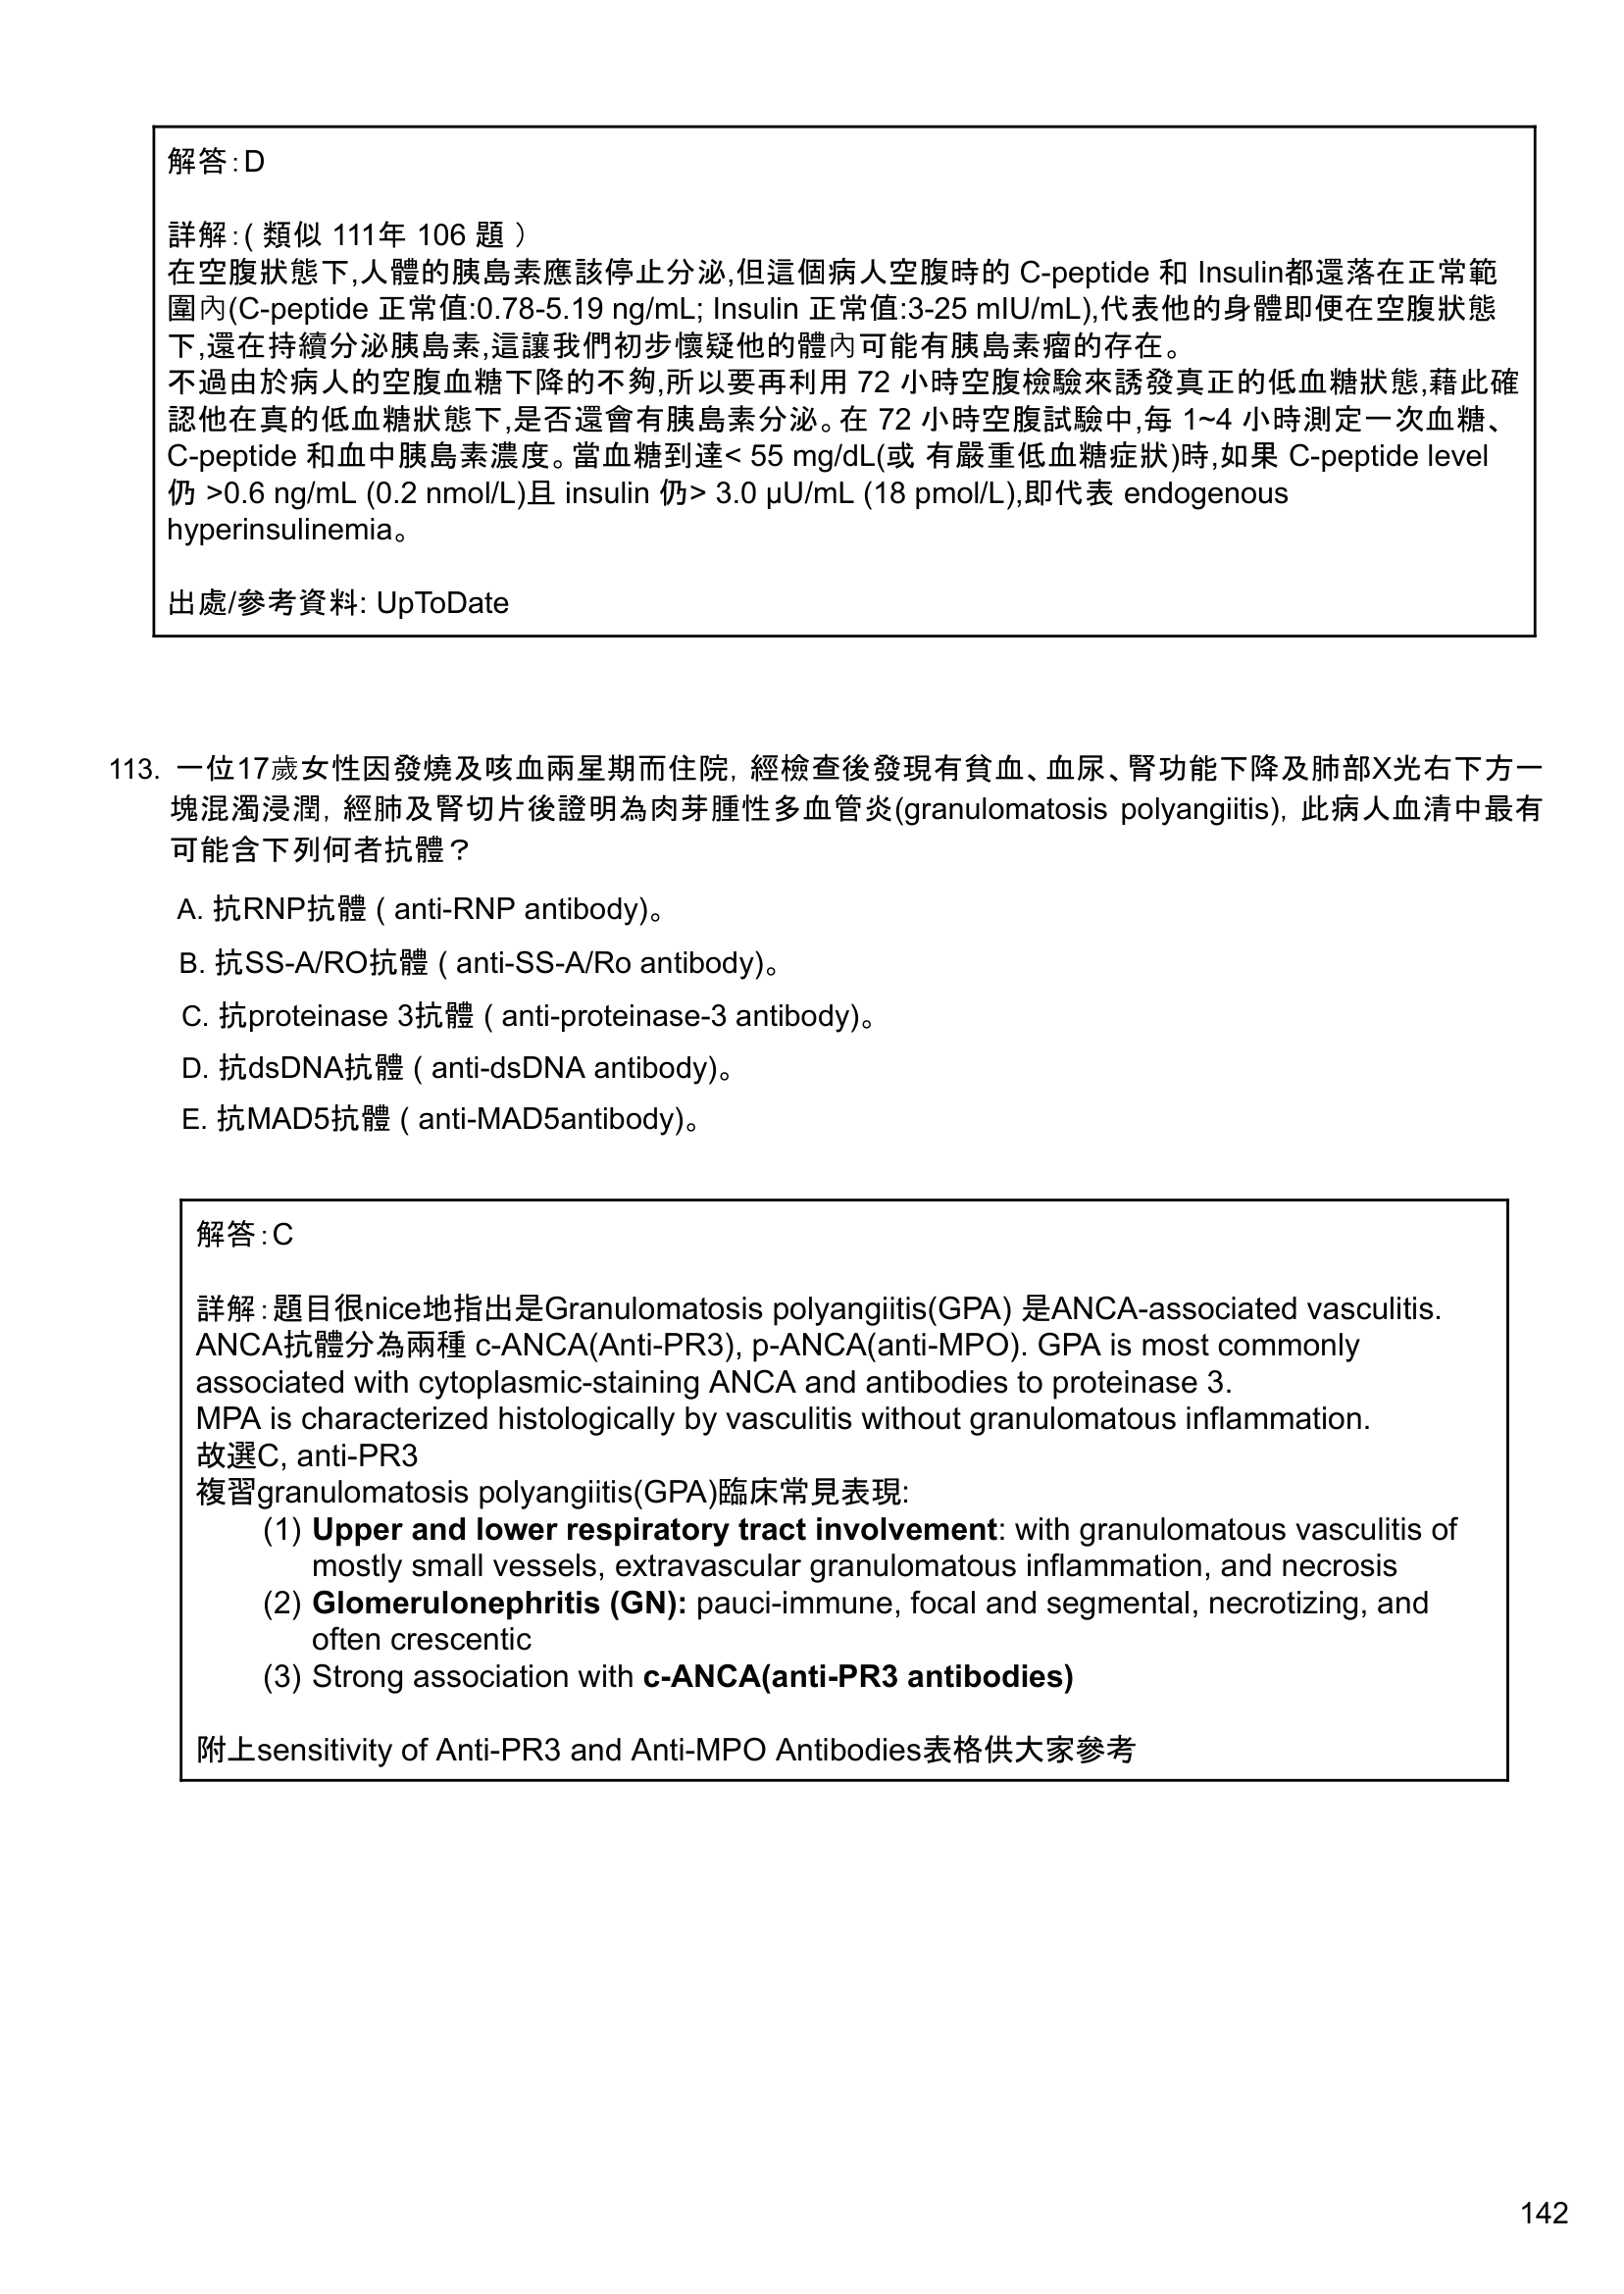 解答：D
詳解：( 類似 111年 106 題 ）
在空腹狀態下,人體的胰島素應該停止分泌,但這個病人空腹時的 C-peptide 和 Insulin都還落在正常範
圍內(C-peptide 正常值:0.78-5.19 ng/mL; Insulin 正常值:3-25 mIU/mL),代表他的身體即便在空腹狀態
下,還在持續分泌胰島素,這讓我們初步懷疑他的體內可能有胰島素瘤的存在。
不過由於病人的空腹血糖下降的不夠,所以要再利用 72 小時空腹檢驗來誘發真正的低血糖狀態,藉此確
認他在真的低血糖狀態下,是否還會有胰島素分泌。在 72 小時空腹試驗中,每 1~4 小時測定一次血糖、
C-peptide 和血中胰島素濃度。當血糖到達< 55 mg/dL(或 有嚴重低血糖症狀)時,如果 C-peptide level
仍 >0.6 ng/mL (0.2 nmol/L)且 insulin 仍> 3.0 μU/mL (18 pmol/L),即代表 endogenous
hyperinsulinemia。
出處/參考資料: UpToDate
113. 一位17歲女性因發燒及咳血兩星期而住院，經檢查後發現有貧血、血尿、腎功能下降及肺部X光右下方一
塊混濁浸潤，經肺及腎切片後證明為肉芽腫性多血管炎(granulomatosis polyangiitis)，此病人血清中最有
可能含下列何者抗體？
A. 抗RNP抗體 ( anti-RNP antibody)。
B. 抗SS-A/RO抗體 ( anti-SS-A/Ro antibody)。
C. 抗proteinase 3抗體 ( anti-proteinase-3 antibody)。
D. 抗dsDNA抗體 ( anti-dsDNA antibody)。
E. 抗MAD5抗體 ( anti-MAD5antibody)。
解答：C
詳解：題目很nice地指出是Granulomatosis polyangiitis(GPA) 是ANCA-associated vasculitis.
ANCA抗體分為兩種 c-ANCA(Anti-PR3), p-ANCA(anti-MPO). GPA is most commonly
associated with cytoplasmic-staining ANCA and antibodies to proteinase 3.
MPA is characterized histologically by vasculitis without granulomatous inflammation.
故選C, anti-PR3
複習granulomatosis polyangiitis(GPA)臨床常見表現:
(1) Upper and lower respiratory tract involvement: with granulomatous vasculitis of
mostly small vessels, extravascular granulomatous inflammation, and necrosis
(2) Glomerulonephritis (GN): pauci-immune, focal and segmental, necrotizing, and
often crescentic
(3) Strong association with c-ANCA(anti-PR3 antibodies)
附上sensitivity of Anti-PR3 and Anti-MPO Antibodies表格供大家參考
142